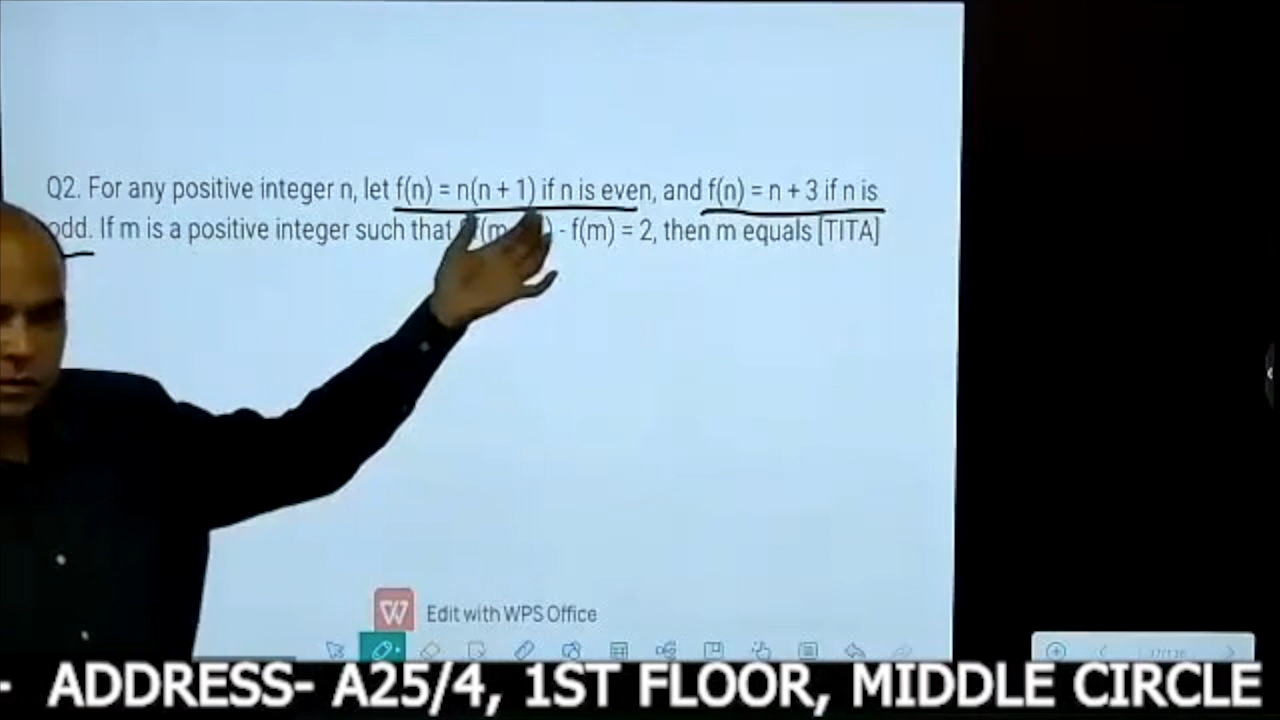 Q2. For any positive integer n, let f(n) = n(n + 1) if n is even, and f(n) = n + 3 if n is
odd. If m is a positive integer such that (m ) - f(m) = 2, then m equals [TITA]
Edit with WPS Office
- ADDRESS- A25/4, 1ST FLOOR, MIDDLE CIRCLE